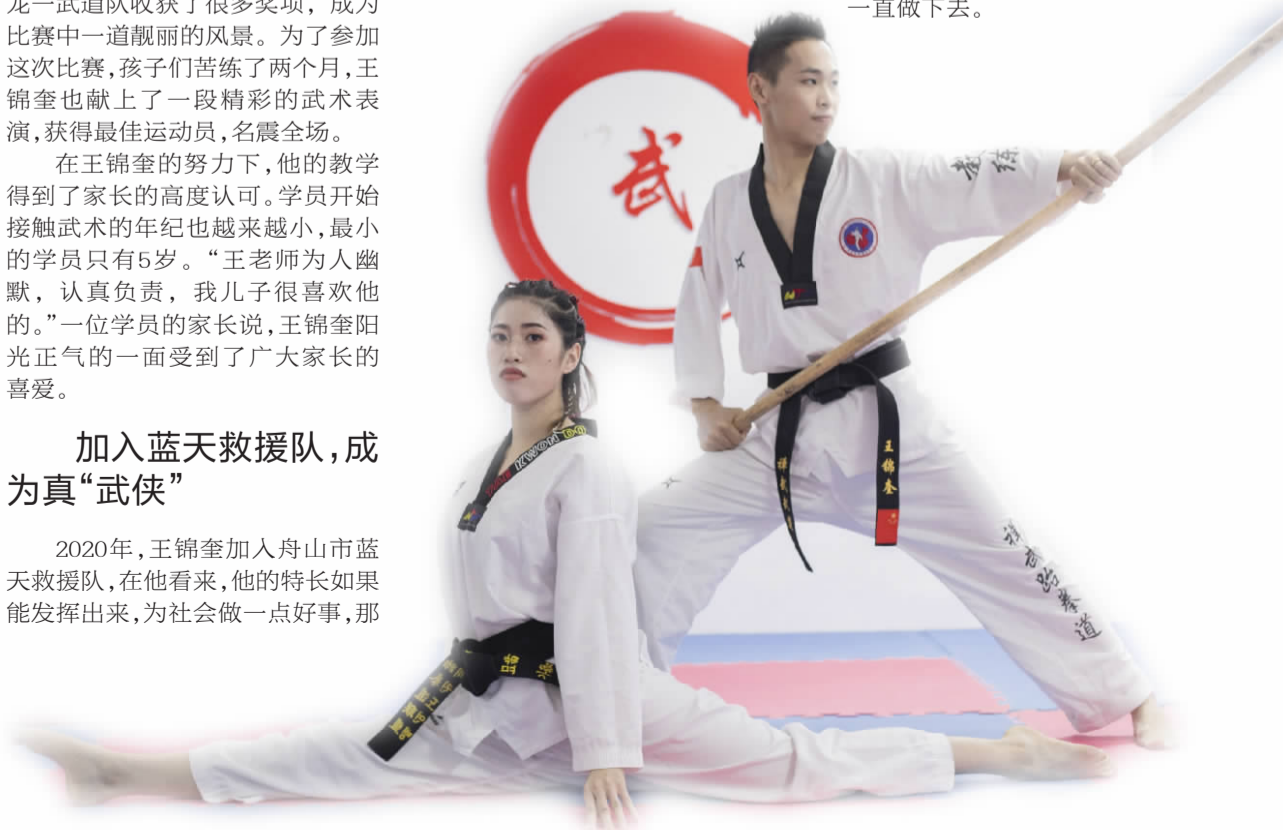 龙一武道队收获了很多奖项，成为
比赛中一道靓丽的风景。为了参加
这次比赛,孩子们苦练了两个月,王
锦奎也献上了一段精彩的武术表
演,获得最佳运动员,名震全场。
在王锦奎的努力下,他的教学
得到了家长的高度认可。学员开始
接触武术的年纪也越来越小,最小
的学员只有5岁。“王老师为人幽
默，认真负责，我儿子很喜欢他
的。”一位学员的家长说,王锦奎阳
光正气的一面受到了广大家长的
喜爱。
加入蓝天救援队,成
为真“武侠”
2020年,王锦奎加入舟山市蓝
天救援队,在他看来,他的特长如果
能发挥出来,为社会做一点好事,那
一直做下去。
武
教练
王锦奎
祥武跆拳道